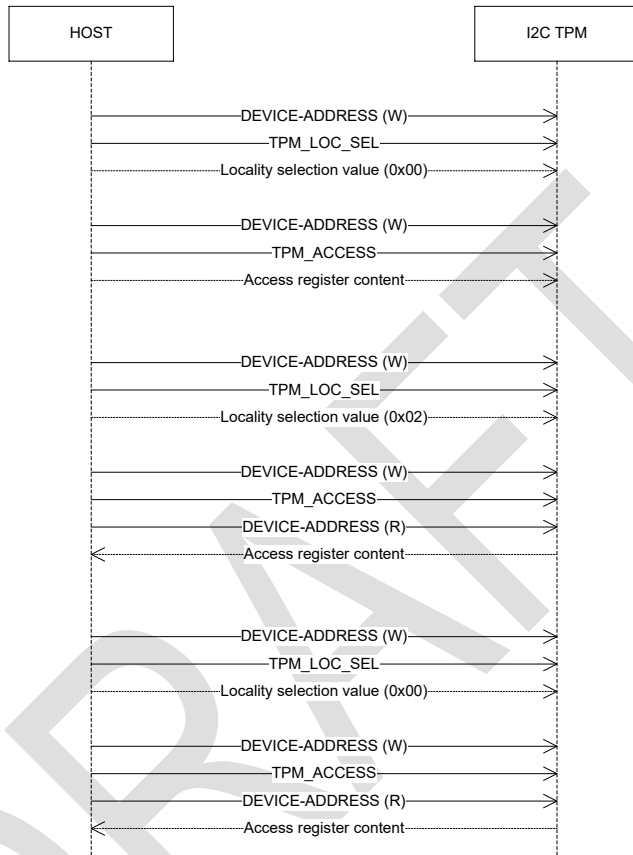 HOST
I2C TPM
DEVICE-ADDRESS (W)
TPM_LOC_SEL
Locality selection value (0x00)
DEVICE-ADDRESS (W)
TPM_ACCESS
Access register content
DEVICE-ADDRESS (W)
TPM_LOC_SEL
Locality selection value (0x02)
DEVICE-ADDRESS (W)
TPM_ACCESS
DEVICE-ADDRESS (R)
Access register content
DEVICE-ADDRESS (W)
TPM_LOC_SEL
Locality selection value (0x00)
DEVICE-ADDRESS (W)
TPM_ACCESS
DEVICE-ADDRESS (R)
Access register content
DRAFT